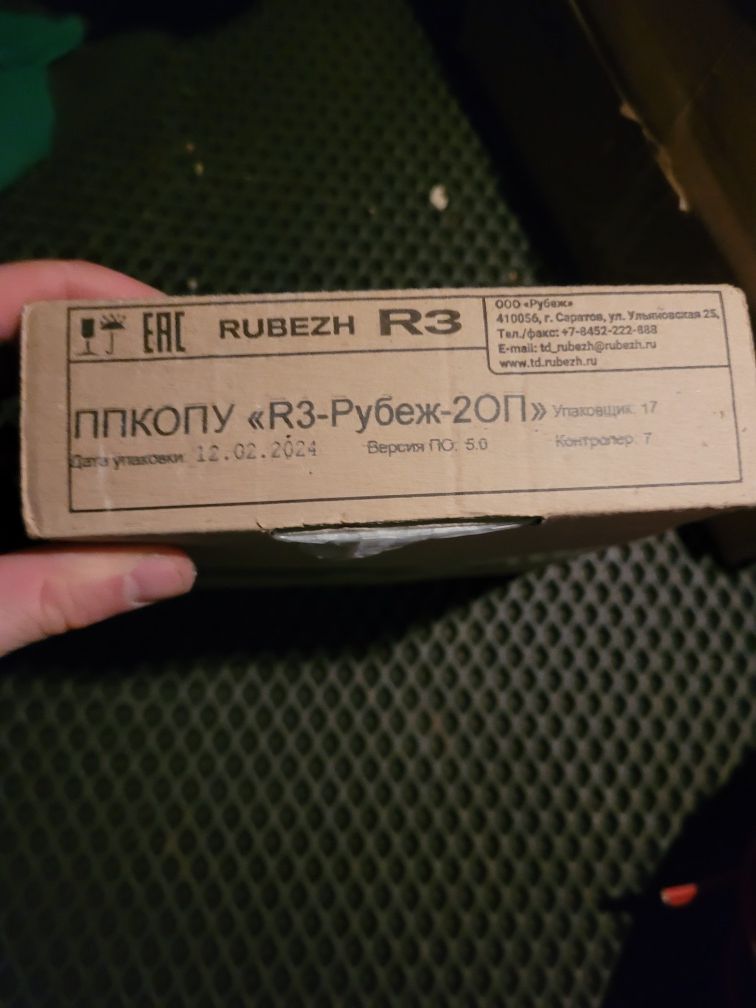 EAC RUBEZH R3
ООО «Рубеж»
410056, г. Саратов, ул. Ульяновская 25,
Тел./факс: +7-8452-222-888
E-mail: td_rubezh@rubezh.ru
www.td.rubezh.ru
ППКОПУ «R3-Рубеж-2ОП»
Упаковщик: 17
Дата упаковки 12.02.2024
Версия ПО: 5.0
Контролер: 7